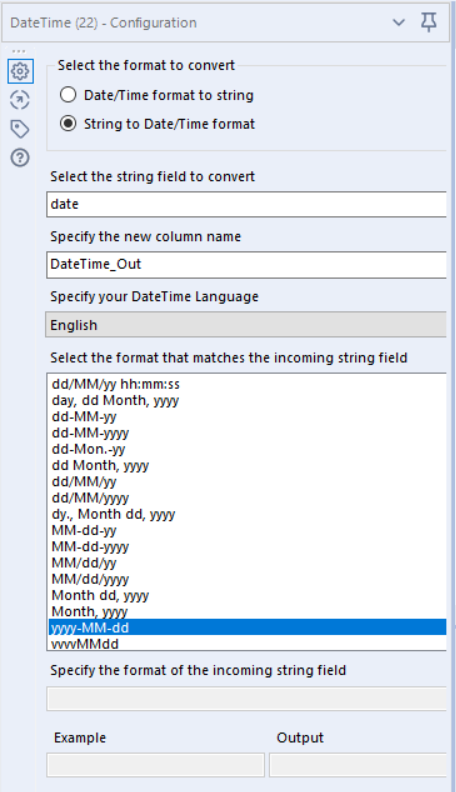 DateTime (22) - Configuration
Select the format to convert
Date/Time format to string
String to Date/Time format
Select the string field to convert
date
Specify the new column name
DateTime_Out
Specify your DateTime Language
English
Select the format that matches the incoming string field
dd/MM/yy hh:mm:ss
day, dd Month, yyyy
dd-MM-yy
dd-MM-yyyy
dd-Mon.-yy
dd Month, yyyy
dd/MM/yy
dd/MM/yyyy
dy., Month dd, yyyy
MM-dd-yy
MM-dd-yyyy
MM/dd/yy
MM/dd/yyyy
Month dd, yyyy
Month, yyyy
yyyy-MM-dd
yyyyMMdd
Specify the format of the incoming string field
Example Output